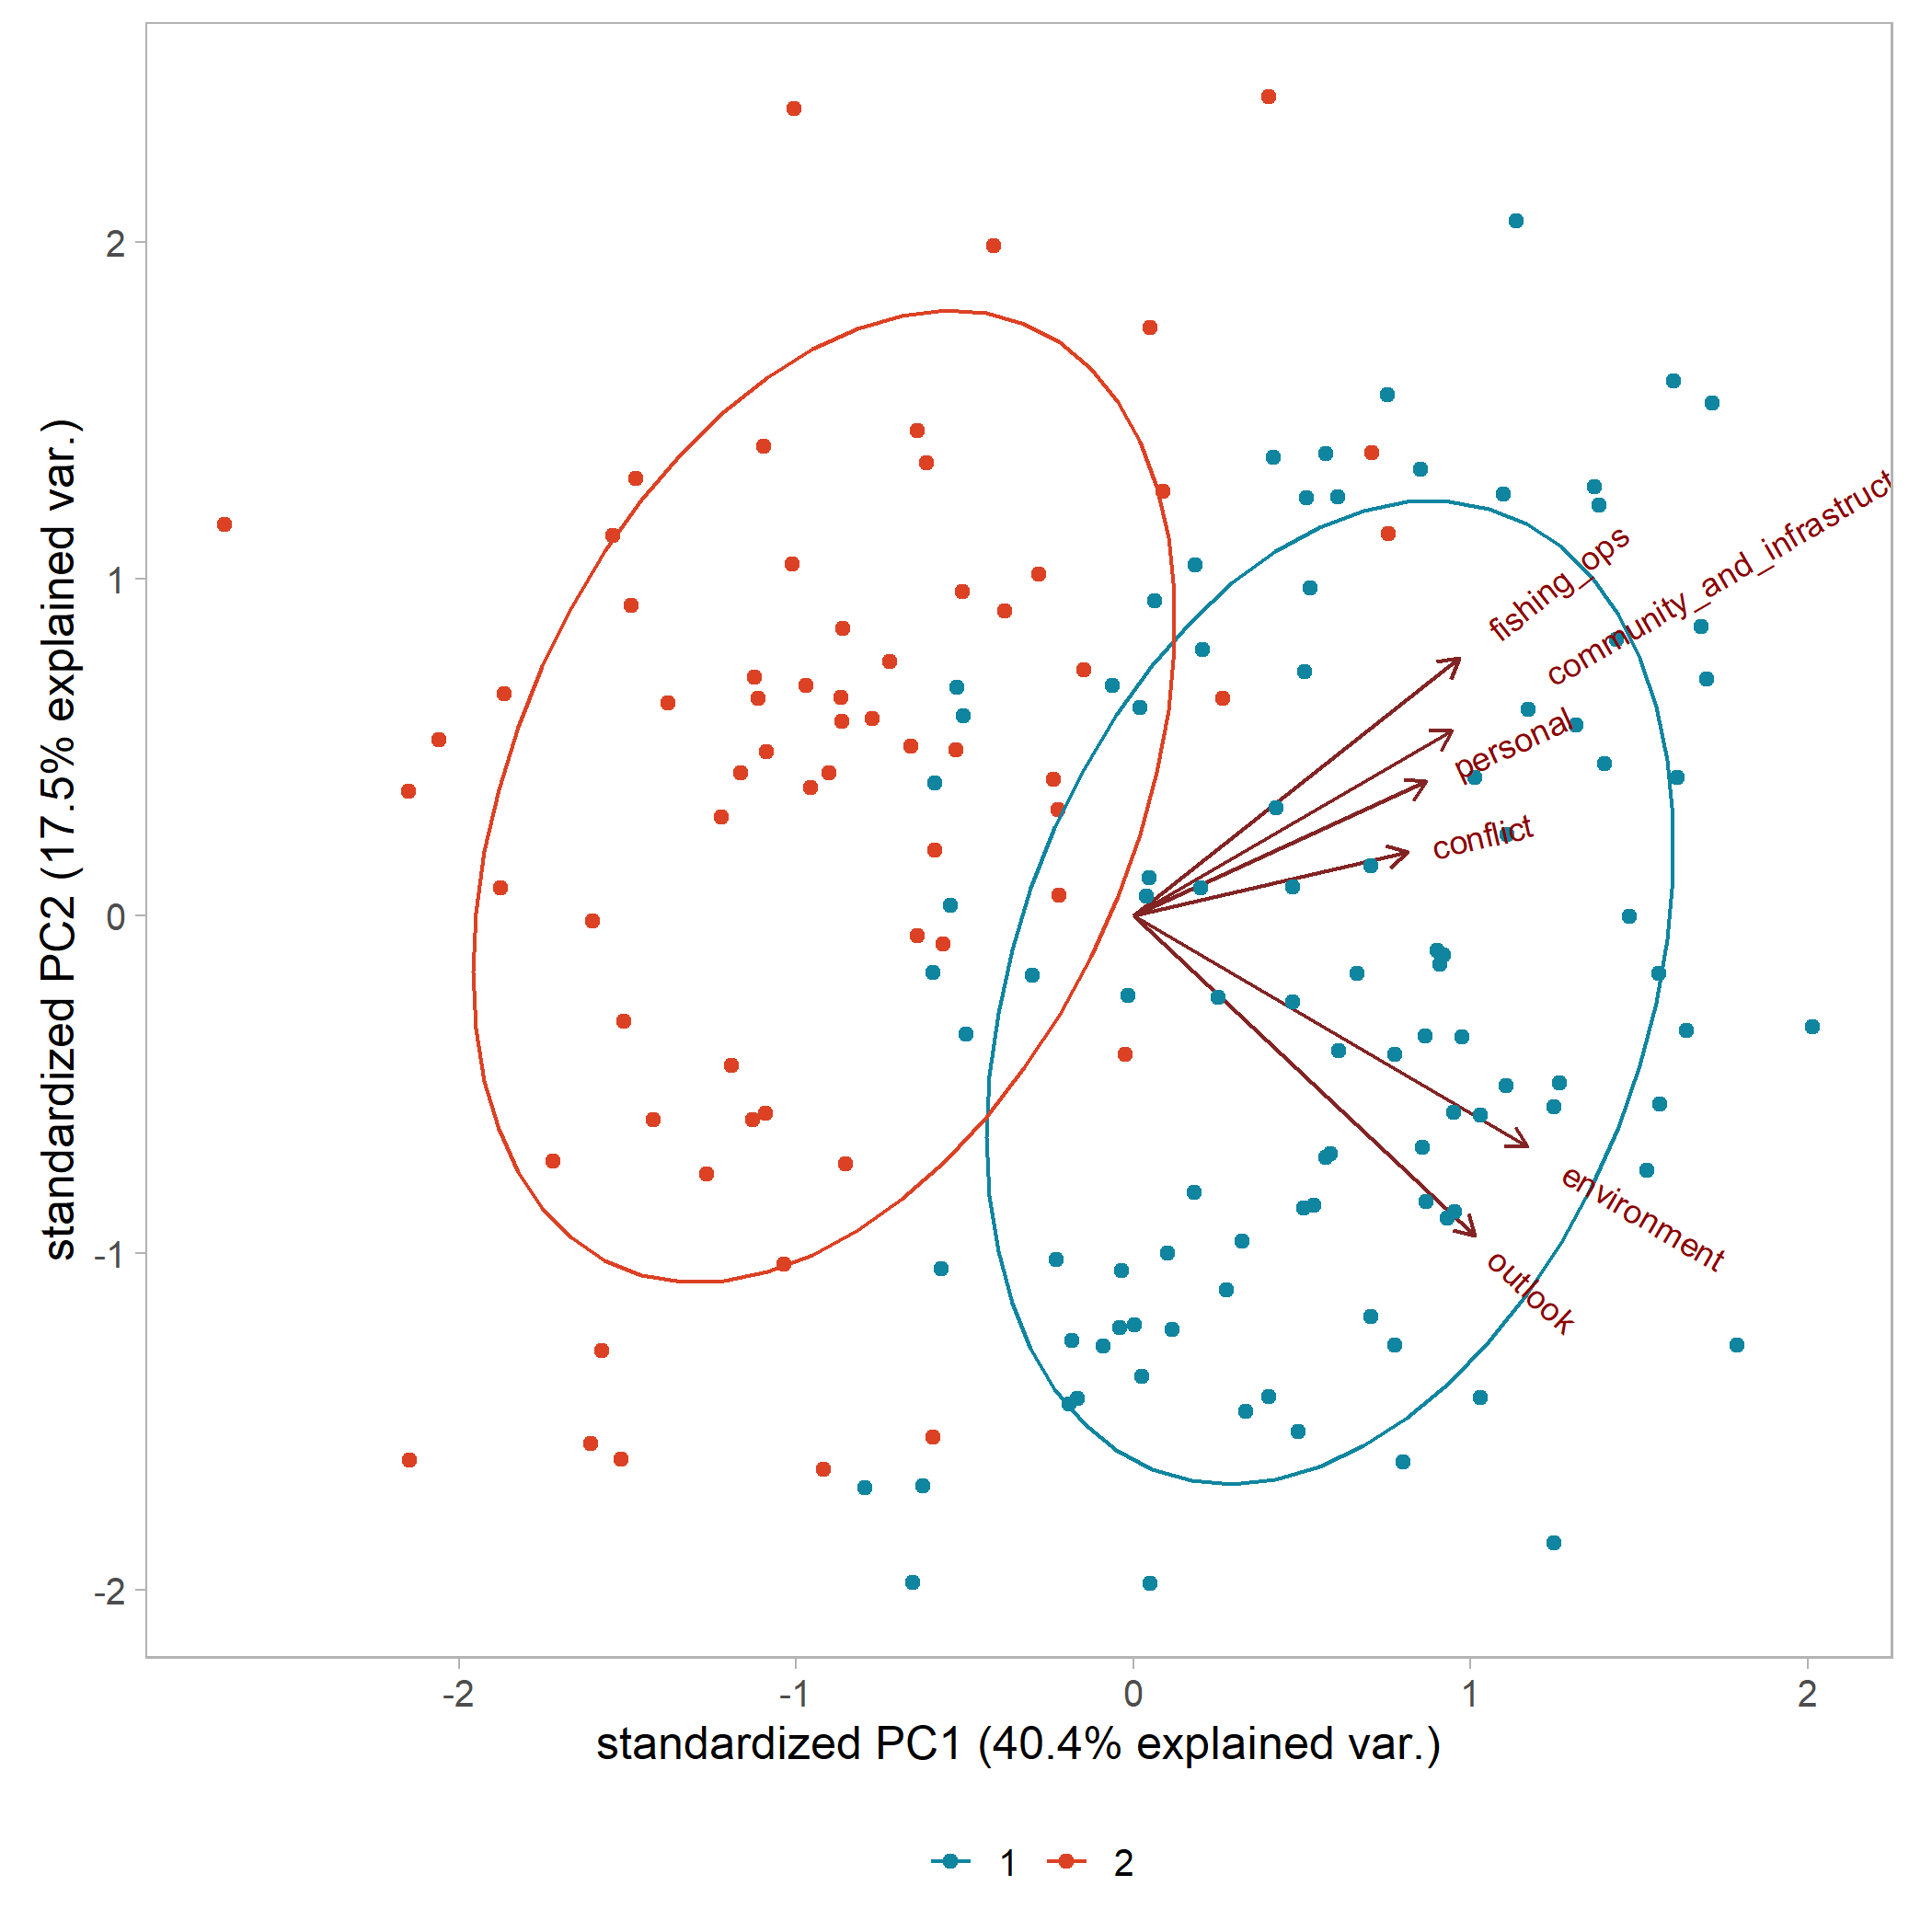 standardized PC2 (17.5% explained var.)
2
1
0
-1
-2
fishing_ops
community_and_infrastruct
personal
conflict
environment
outlook
-2 -1 0 1 2
standardized PC1 (40.4% explained var.)
1 2